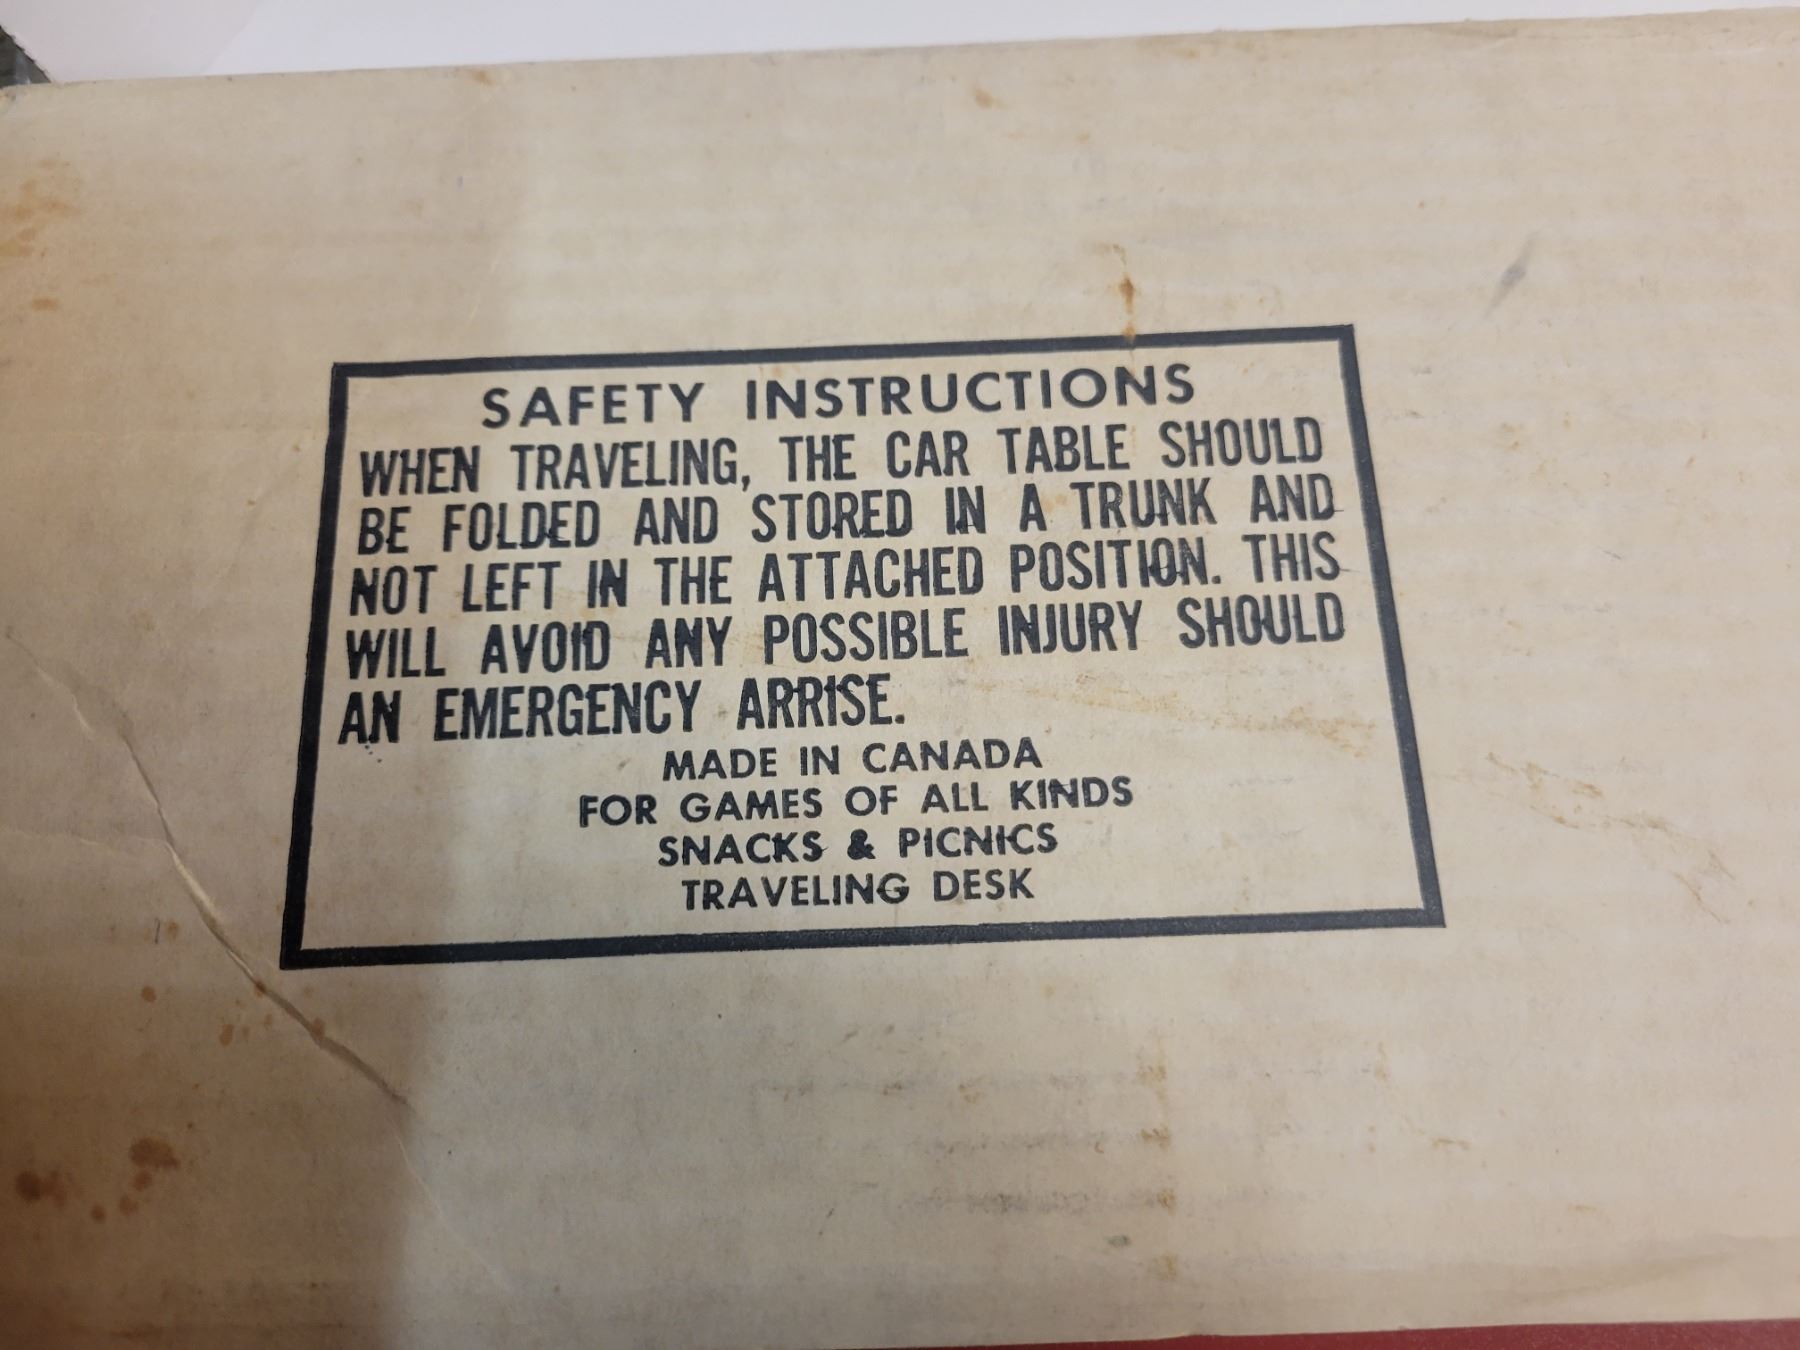 SAFETY INSTRUCTIONS
WHEN TRAVELING, THE CAR TABLE SHOULD
BE FOLDED AND STORED IN A TRUNK AND
NOT LEFT IN THE ATTACHED POSITION. THIS
WILL AVOID ANY POSSIBLE INJURY SHOULD
AN EMERGENCY ARRISE.
MADE IN CANADA
FOR GAMES OF ALL KINDS
SNACKS & PICNICS
TRAVELING DESK